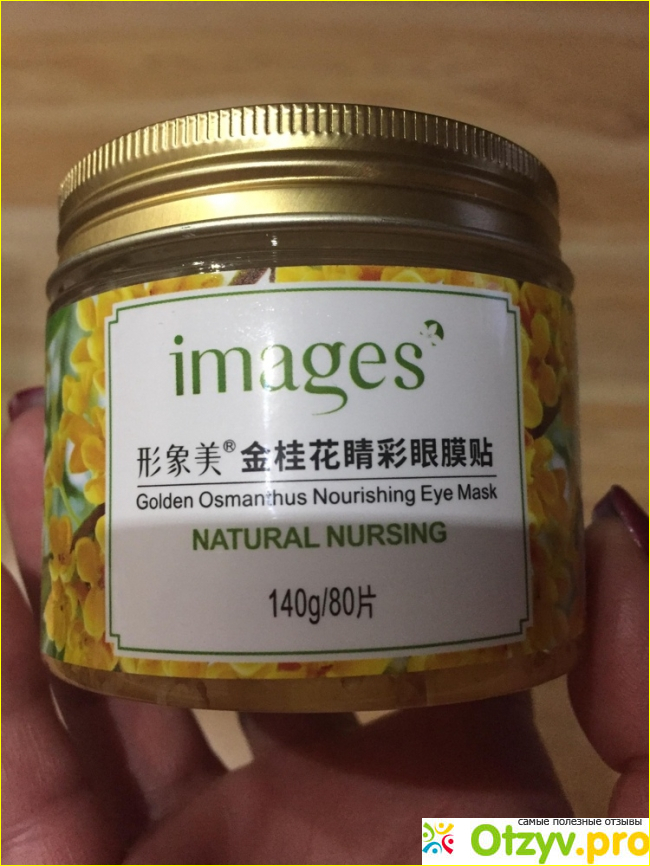 images
形象美® 金桂花睛彩眼膜贴
Golden Osmanthus Nourishing Eye Mask
NATURAL NURSING
140g/80片
самые полезные отзывы
Otzyv.pro